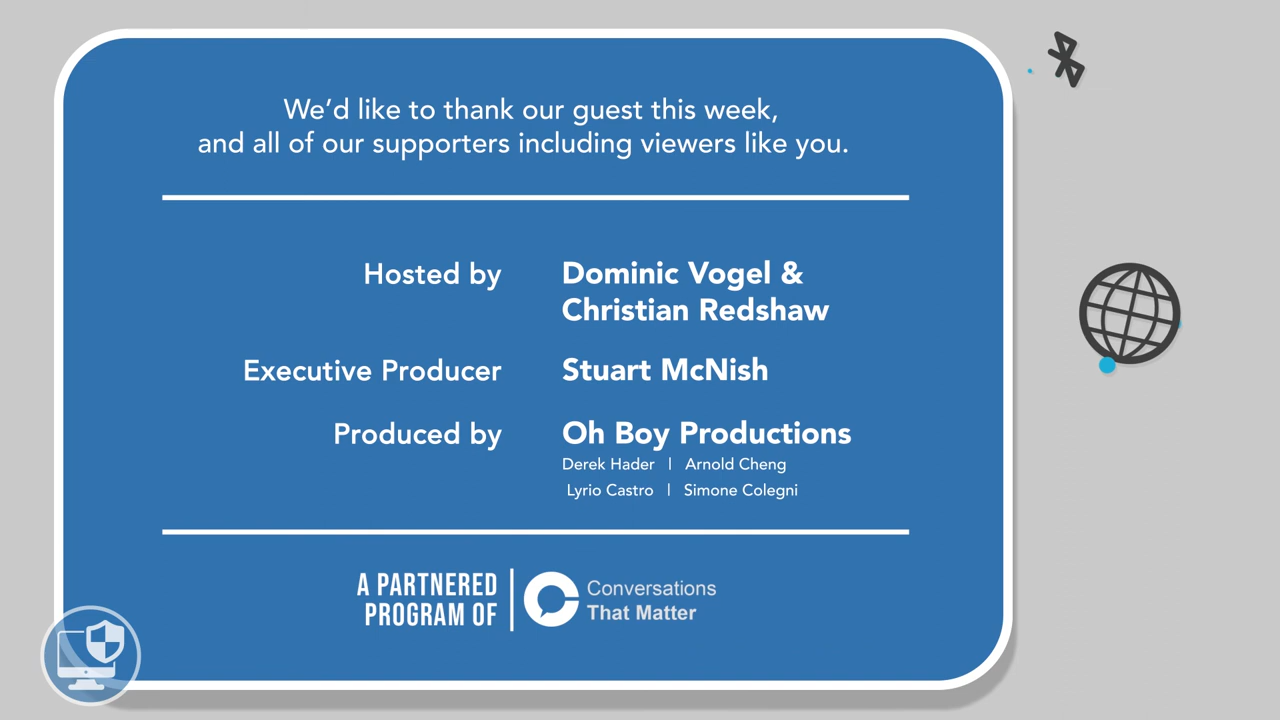 We’d like to thank our guest this week,
and all of our supporters including viewers like you.
Hosted by
Dominic Vogel &
Christian Redshaw
Executive Producer
Stuart McNish
Produced by
Oh Boy Productions
Derek Hader | Arnold Cheng
Lyrio Castro | Simone Colegni
A PARTNERED
PROGRAM OF
Conversations
That Matter